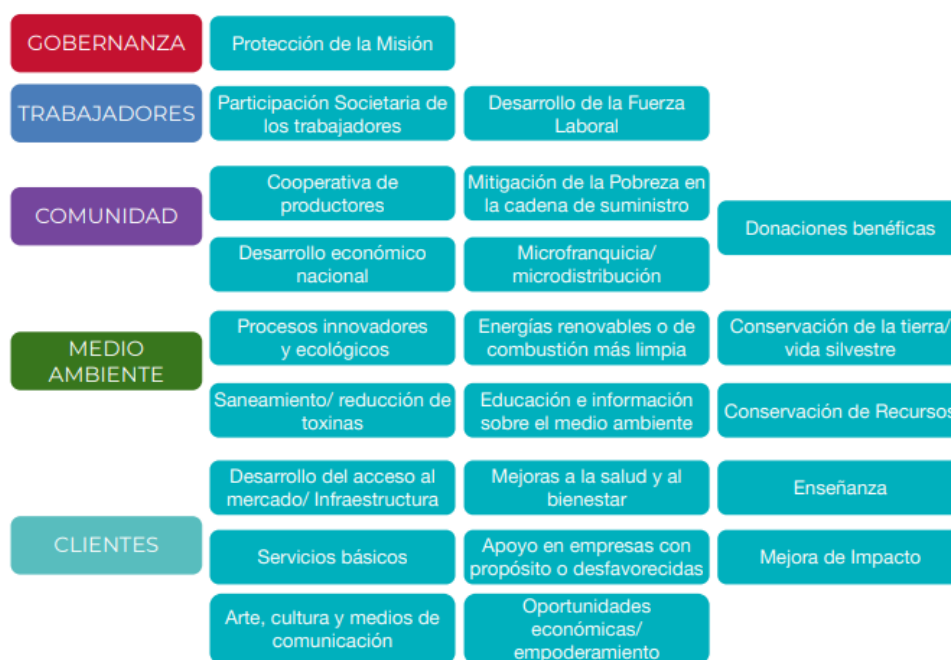 GOBERNANZA
Protección de la Misión
TRABAJADORES
Participación Societaria de
los trabajadores
Desarrollo de la Fuerza
Laboral
COMUNIDAD
Cooperativa de
productores
Mitigación de la Pobreza en
la cadena de suministro
Donaciones benéficas
Desarrollo económico
nacional
Microfranquicia/
microdistribución
MEDIO
AMBIENTE
Procesos innovadores
y ecológicos
Energías renovables o de
combustión más limpia
Conservación de la tierra/
vida silvestre
Saneamiento/ reducción de
toxinas
Educación e información
sobre el medio ambiente
Conservación de Recursos
CLIENTES
Desarrollo del acceso al
mercado/ Infraestructura
Mejoras a la salud y al
bienestar
Enseñanza
Servicios básicos
Apoyo en empresas con
propósito o desfavorecidas
Mejora de Impacto
Arte, cultura y medios de
comunicación
Oportunidades
económicas/
empoderamiento